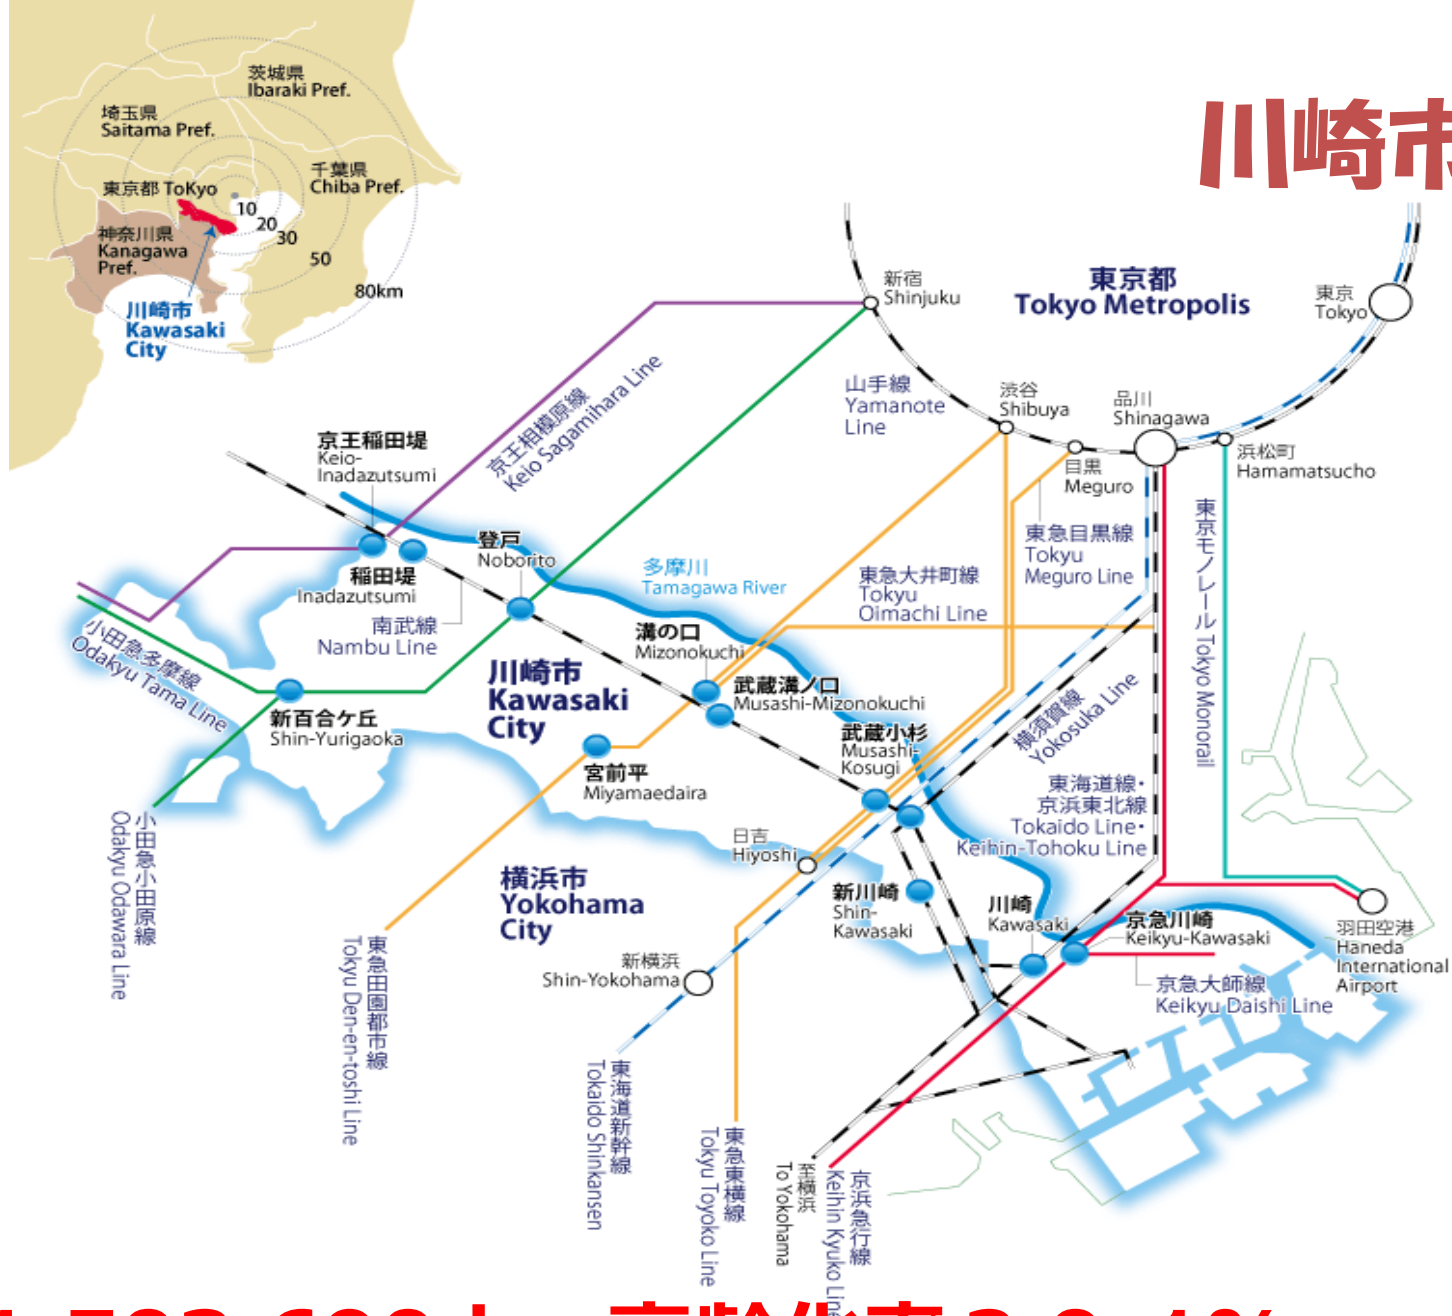 茨城県
Ibaraki Pref.
埼玉県
Saitama Pref.
千葉県
Chiba Pref.
東京都 ToKyo
10
20
30
50
80km
神奈川県
Kanagawa
Pref.
川崎市
Kawasaki
City
川崎市
東京都
Tokyo Metropolis
新宿
Shinjuku
東京
Tokyo
山手線
Yamanote
Line
渋谷
Shibuya
品川
Shinagawa
目黒
Meguro
浜松町
Hamamatsucho
京王相模原線
Keio Sagamihara Line
京王稲田堤
Keio-
Inadazutsumi
登戸
Noborito
稲田堤
Inadazutsumi
南武線
Nambu Line
多摩川
Tamagawa River
東急大井町線
Tokyu
Oimachi Line
東急目黒線
Tokyu
Meguro Line
東京モノレール Tokyo Monorail
小田急多摩線
Odakyu Tama Line
溝の口
Mizonokuchi
川崎市
Kawasaki
City
武蔵溝ノ口
Musashi-Mizonokuchi
新百合ケ丘
Shin-Yurigaoka
武蔵小杉
Musashi-
Kosugi
横須賀線
Yokosuka Line
宮前平
Miyamaedaira
東海道線・
京浜東北線
Tokaido Line・
Keihin-Tohoku Line
小田急小田原線
Odakyu Odawara Line
日吉
Hiyoshi
横浜市
Yokohama
City
新川崎
Shin-
Kawasaki
川崎
Kawasaki
京急川崎
Keikyu-Kawasaki
羽田空港
Haneda
International
Airport
東急田園都市線
Tokyu Den-en-toshi Line
新横浜
Shin-Yokohama
京急大師線
Keikyu Daishi Line
東海道新幹線
Tokaido Shinkansen
東急東横線
Tokyu Toyoko Line
至横浜
To Yokohama
京浜急行線
Keihin Kyuko Line